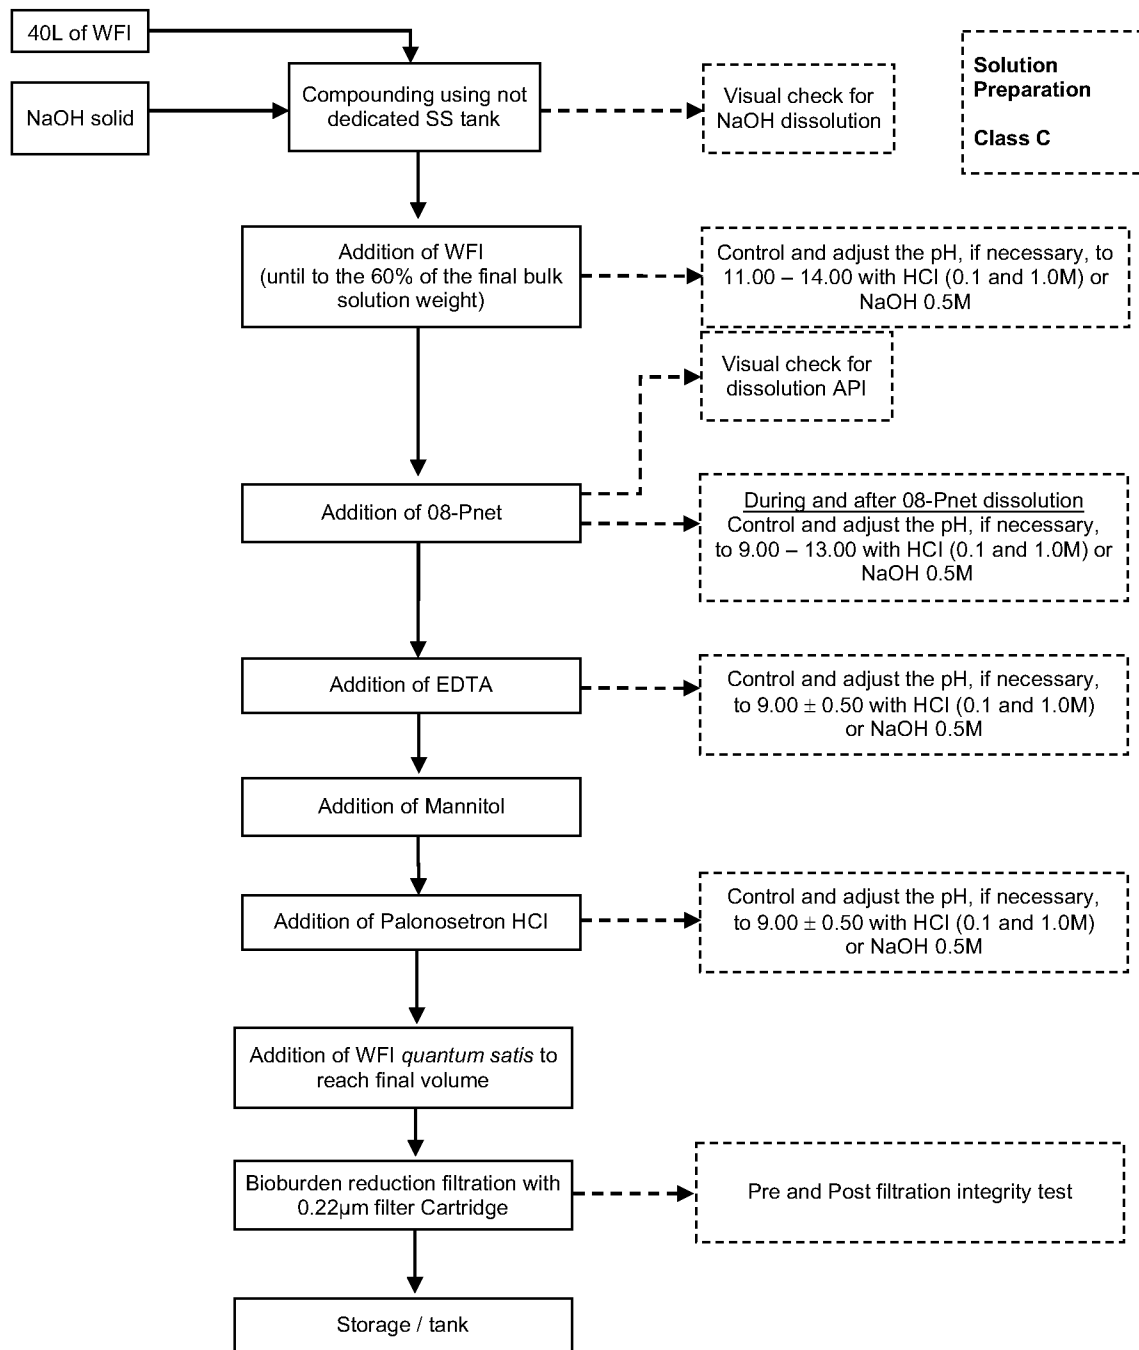 40L of WFI
NaOH solid
Compounding using not
dedicated SS tank
Visual check for
NaOH dissolution
Solution
Preparation
Class C
Addition of WFI
(until to the 60% of the final bulk
solution weight)
Control and adjust the pH, if necessary, to
11.00 – 14.00 with HCl (0.1 and 1.0M) or
NaOH 0.5M
Visual check for
dissolution API
Addition of 08-Pnet
During and after 08-Pnet dissolution
Control and adjust the pH, if necessary,
to 9.00 – 13.00 with HCl (0.1 and 1.0M) or
NaOH 0.5M
Addition of EDTA
Control and adjust the pH, if necessary,
to 9.00 ± 0.50 with HCl (0.1 and 1.0M)
or NaOH 0.5M
Addition of Mannitol
Addition of Palonosetron HCl
Control and adjust the pH, if necessary,
to 9.00 ± 0.50 with HCl (0.1 and 1.0M)
or NaOH 0.5M
Addition of WFI quantum satis to
reach final volume
Bioburden reduction filtration with
0.22µm filter Cartridge
Pre and Post filtration integrity test
Storage / tank